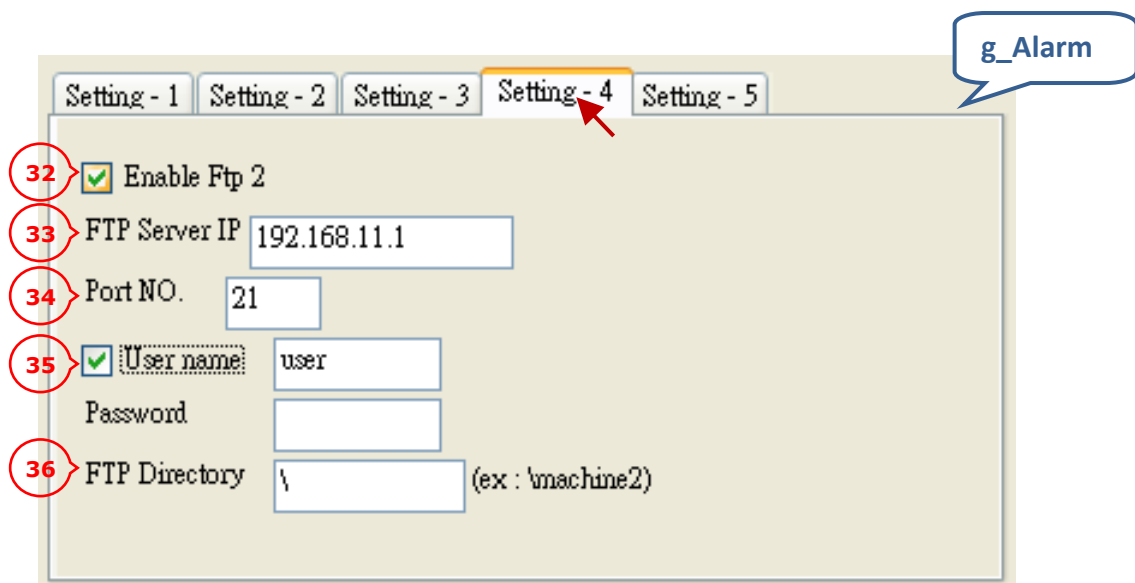 g_Alarm
Setting - 1 Setting - 2 Setting - 3 Setting - 4 Setting - 5
32 Enable Ftp 2
33 FTP Server IP 192.168.11.1
34 Port NO. 21
35 User name user
Password
36 FTP Directory \ (ex : \machine2)